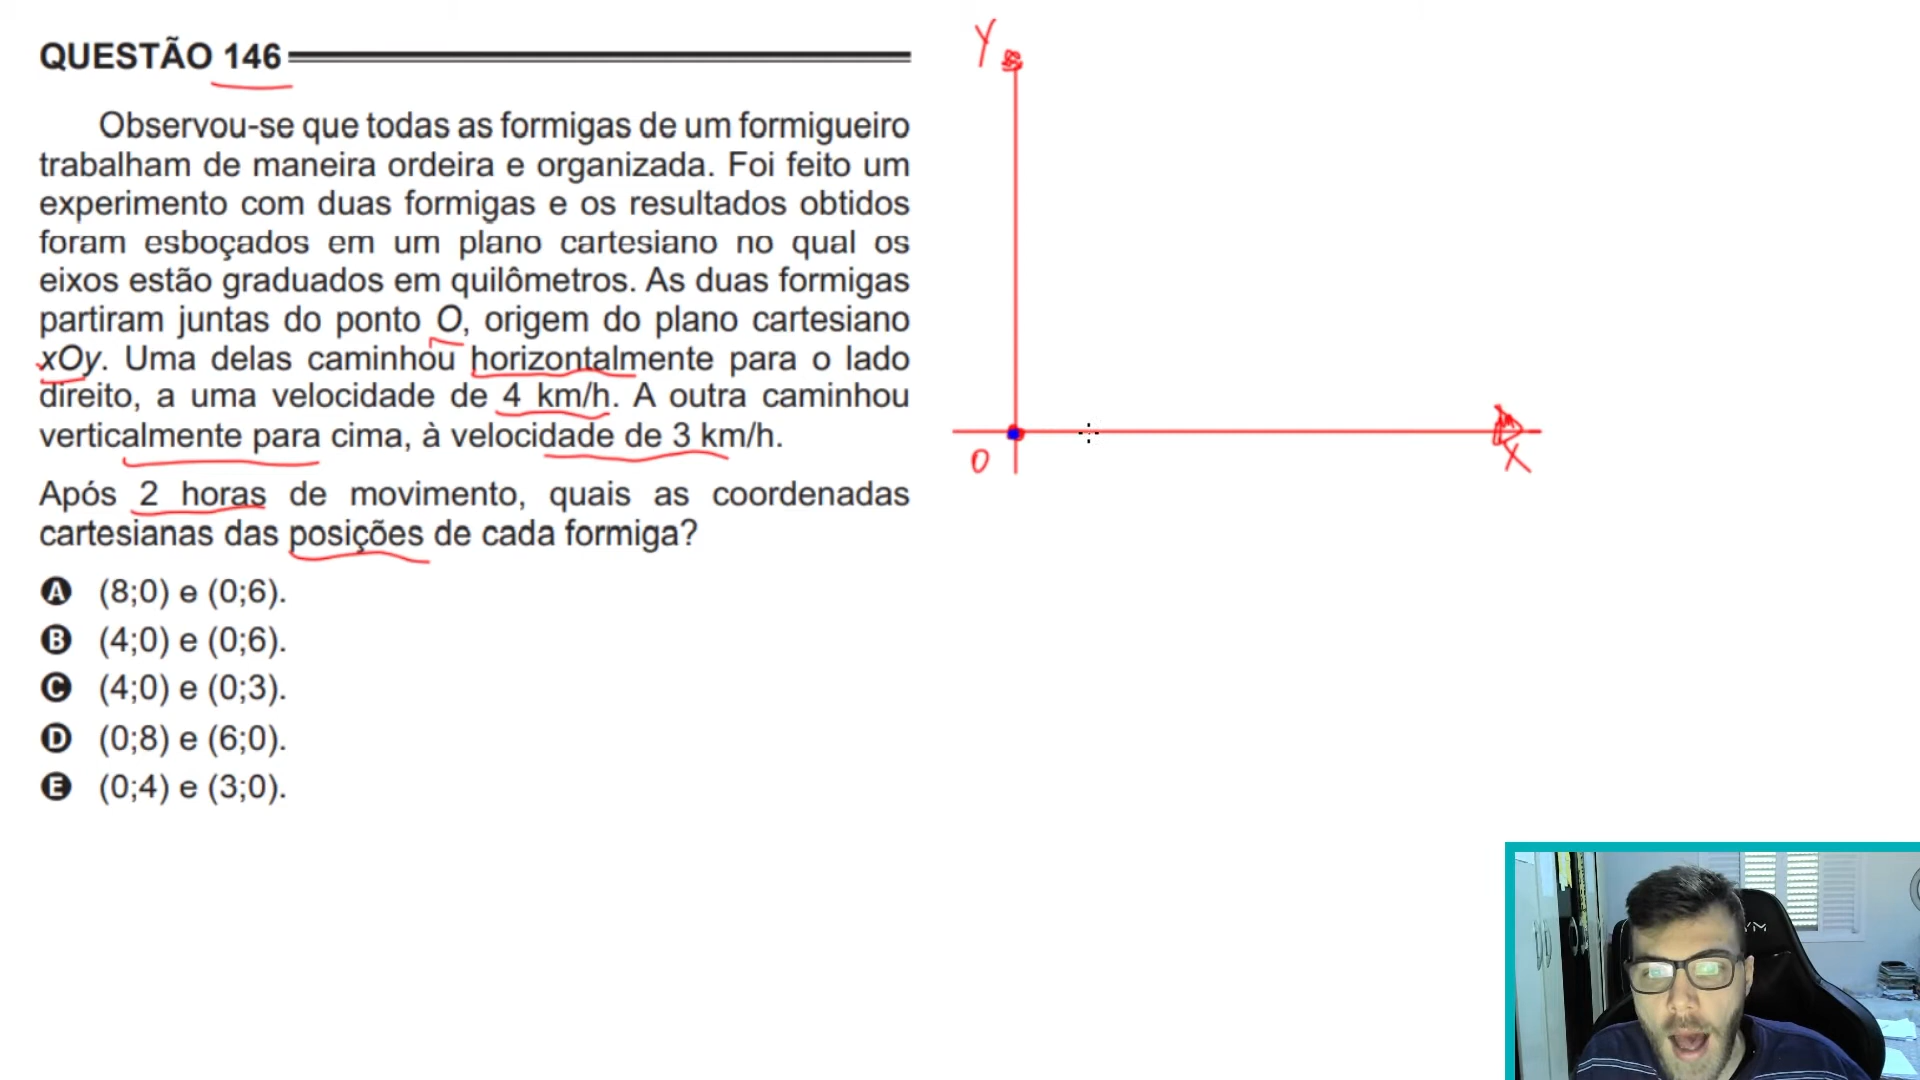 QUESTÃO 146
Observou-se que todas as formigas de um formigueiro
trabalham de maneira ordeira e organizada. Foi feito um
experimento com duas formigas e os resultados obtidos
foram esboçados em um plano cartesiano no qual os
eixos estão graduados em quilômetros. As duas formigas
partiram juntas do ponto O, origem do plano cartesiano
xOy. Uma delas caminhou horizontalmente para o lado
direito, a uma velocidade de 4 km/h. A outra caminhou
verticalmente para cima, à velocidade de 3 km/h.
Após 2 horas de movimento, quais as coordenadas
cartesianas das posições de cada formiga?
A (8;0) e (0;6).
B (4;0) e (0;6).
C (4;0) e (0;3).
D (0;8) e (6;0).
E (0;4) e (3;0).
Y
O
X